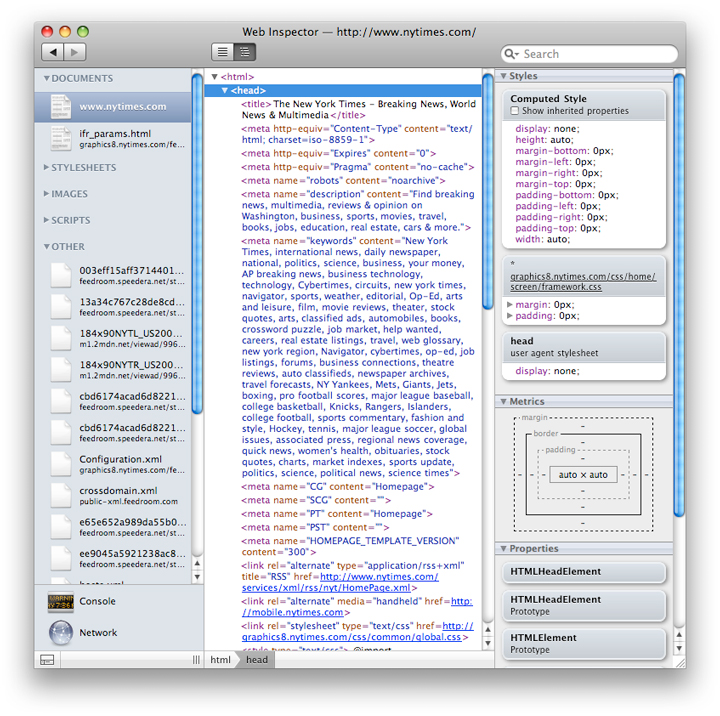 Web Inspector — http://www.nytimes.com/
Search
DOCUMENTS
www.nytimes.com
ifr_params.html
graphics8.nytimes.com/fe...
STYLESHEETS
IMAGES
SCRIPTS
OTHER
003eff15aff3714401...
feedroom.speedera.net/st...
13a34c767c28de8cd...
feedroom.speedera.net/st...
184x90NYTL_US200...
m1.2mdn.net/viewad/996...
184x90NYTR_US200...
m1.2mdn.net/viewad/996...
cbd6174acad6d8221...
feedroom.speedera.net/st...
cbd6174acad6d8221...
feedroom.speedera.net/st...
Configuration.xml
graphics8.nytimes.com/fe...
crossdomain.xml
public-xml.feedroom.com
e65e652a989da55b0...
feedroom.speedera.net/st...
ee9045a5921238ac8...
feedroom.speedera.net/st...
Console
Network
<html>
<head>
<title>The New York Times - Breaking News, World
News & Multimedia</title>
<meta http-equiv="Content-Type" content="text/
html; charset=iso-8859-1">
<meta http-equiv="Expires" content="0">
<meta http-equiv="Pragma" content="no-cache">
<meta name="robots" content="noarchive">
<meta name="description" content="Find breaking
news, multimedia, reviews & opinion on
Washington, business, sports, movies, travel,
books, jobs, education, real estate, cars & more.">
<meta name="keywords" content="New York
Times, international news, daily newspaper,
national, politics, science, business, your money,
AP breaking news, business technology,
technology, Cybertimes, circuits, new york times,
navigator, sports, weather, editorial, Op-Ed, arts
and leisure, film, movie reviews, theater, stock
quotes, arts, classified ads, automobiles, books,
crossword puzzle, job market, help wanted,
careers, real estate listings, travel, web glossary,
new york region, Navigator, cybertimes, op-ed, job
listings, forums, business connections, theatre
reviews, auto classifieds, newspaper archives,
travel forecasts, NY Yankees, Mets, Giants, Jets,
boxing, pro football scores, major league baseball,
college basketball, Knicks, Rangers, Islanders,
college football, sports commentary, fashion and
style, Hockey, tennis, major league soccer, global
issues, associated press, regional news coverage,
quick news, women's health, obituaries, stock
quotes, charts, market indexes, sports update,
politics, science, political news, science times">
<meta name="CG" content="Homepage">
<meta name="SCG" content="">
<meta name="PT" content="Homepage">
<meta name="PST" content="">
<meta name="HOMEPAGE_TEMPLATE_VERSION"
content="300">
<link rel="alternate" type="application/rss+xml"
title="RSS" href=http://www.nytimes.com/
services/xml/rss/nyt/HomePage.xml>
<link rel="alternate" media="handheld" href=http:
//mobile.nytimes.com>
<link rel="stylesheet" type="text/css" href=http://
graphics8.nytimes.com/css/common/global.css>
<style type="text/css"> @import
html
head
Styles
Computed Style
Show inherited properties
display: none;
height: auto;
margin-bottom: 0px;
margin-left: 0px;
margin-right: 0px;
margin-top: 0px;
padding-bottom: 0px;
padding-left: 0px;
padding-right: 0px;
padding-top: 0px;
width: auto;
*
graphics8.nytimes.com/css/home/
screen/framework.css
margin: 0px;
padding: 0px;
head
user agent stylesheet
display: none;
Metrics
margin
-
border
-
padding
-
- - - auto × auto - - -
-
-
-
Properties
HTMLHeadElement
HTMLHeadElement
Prototype
HTMLElement
Prototype